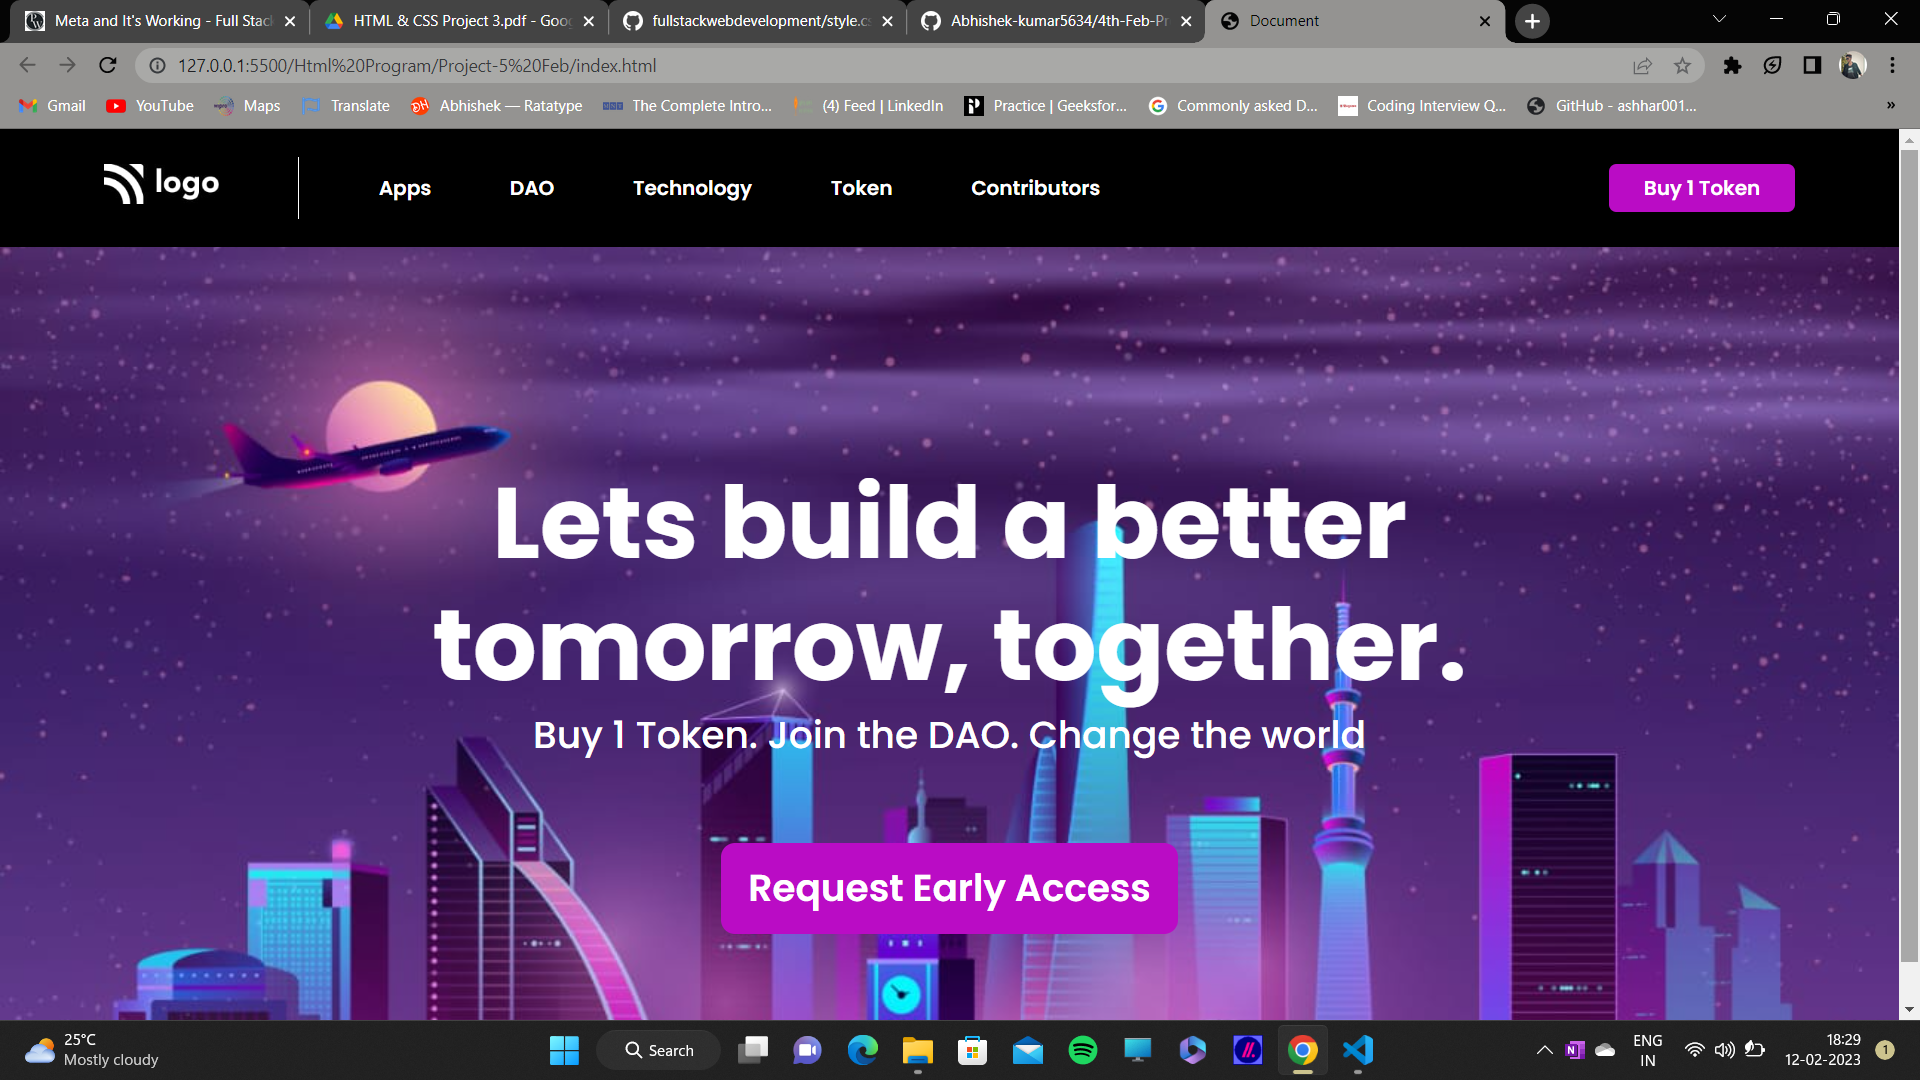 Meta and It's Working - Full Stac
HTML & CSS Project 3.pdf - Goo
fullstackwebdevelopment/style.c
Abhishek-kumar5634/4th-Feb-Pr
Document
127.0.0.1:5500/Html%20Program/Project-5%20Feb/index.html
Gmail
YouTube
Maps
Translate
Abhishek — Ratatype
The Complete Intro...
(4) Feed | LinkedIn
Practice | Geeksfor...
Commonly asked D...
Coding Interview Q...
GitHub - ashhar001...
»
logo
Apps
DAO
Technology
Token
Contributors
Buy 1 Token
Lets build a better
tomorrow, together.
Buy 1 Token. Join the DAO. Change the world
Request Early Access
25°C
Mostly cloudy
Search
ENG
IN
18:29
12-02-2023
1